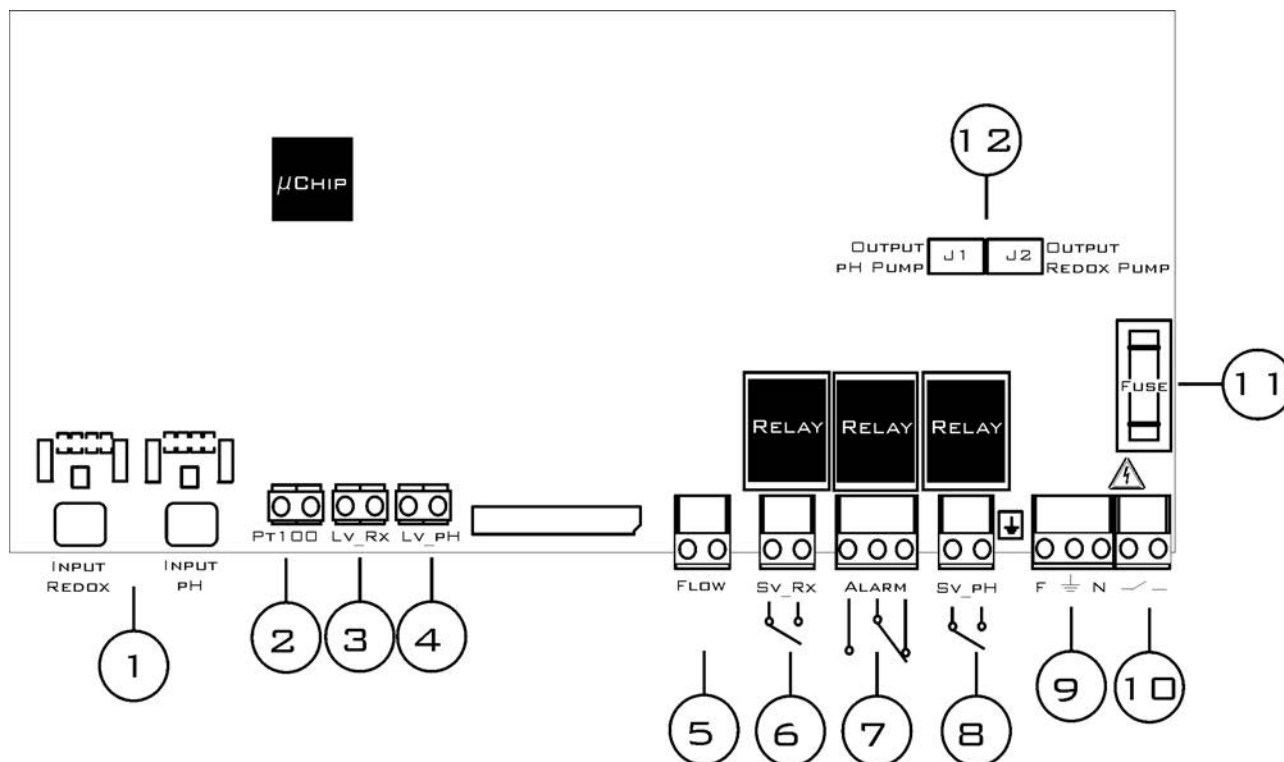 µChip
12
Output
pH Pump
J1
J2
Output
Redox Pump
Fuse
11
Relay
Relay
Relay
Pt100
Lv_Rx
Lv_pH
Input
Redox
Input
pH
Flow
Sv_Rx
Alarm
Sv_pH
F
N
1
2
3
4
5
6
7
8
9
10